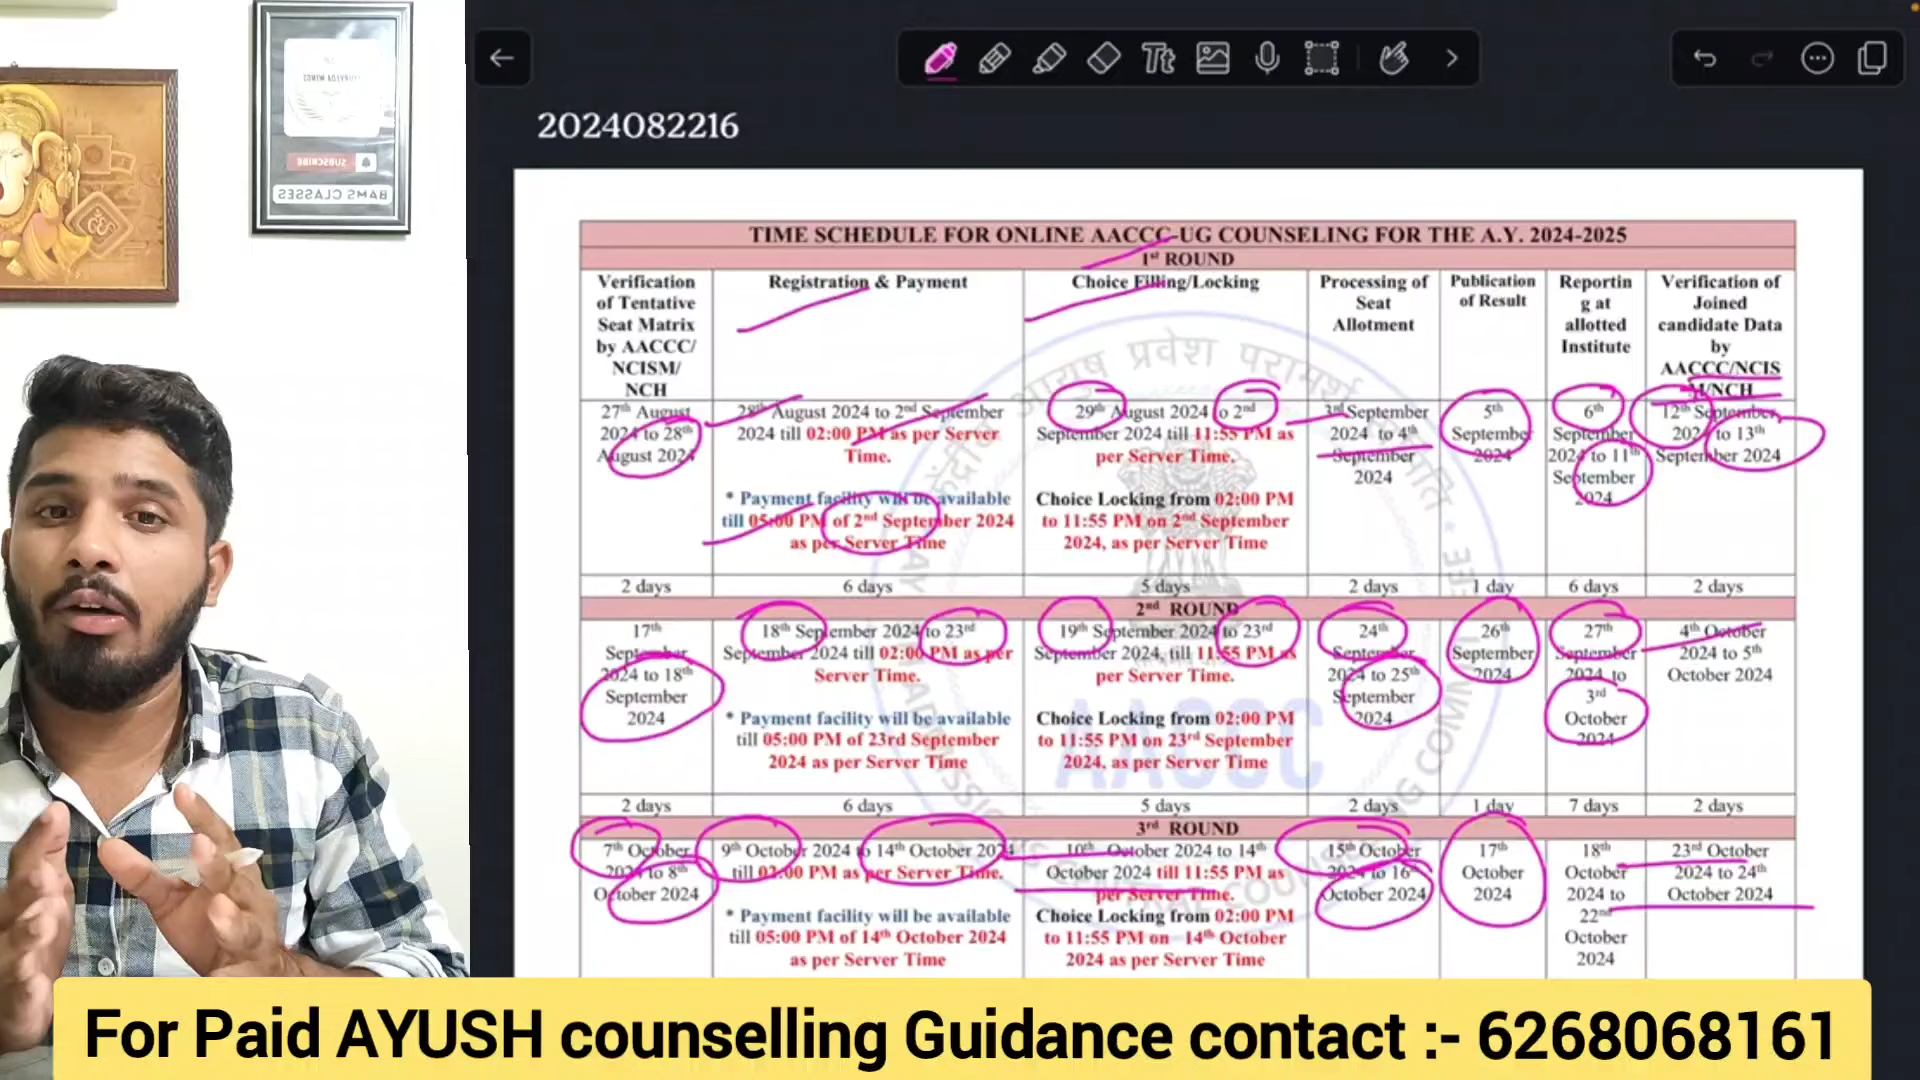 SUBSCRIBE
BAMS CLASSES
Tt
2024082216
TIME SCHEDULE FOR ONLINE AACCC-UG COUNSELING FOR THE A.Y. 2024-2025
1st ROUND
Verification of Tentative Seat Matrix by AACCC/ NCISM/ NCH
Registration & Payment
Choice Filling/Locking
Processing of Seat Allotment
Publication of Result
Reportin g at allotted Institute
Verification of Joined candidate Data by AACCC/NCIS M/NCH
27th August 2024 to 28th August 2024
28th August 2024 to 2nd September 2024 till 02:00 PM as per Server Time.
* Payment facility will be available till 05:00 PM of 2nd September 2024 as per Server Time
29th August 2024 to 2nd September 2024 till 11:55 PM as per Server Time.
Choice Locking from 02:00 PM to 11:55 PM on 2nd September 2024, as per Server Time
3rd September 2024 to 4th September 2024
5th September 2024
6th September 2024 to 11th September 2024
12th September 2024 to 13th September 2024
2 days
6 days
5 days
2 days
1 day
6 days
2 days
2nd ROUND
17th September 2024 to 18th September 2024
18th September 2024 to 23rd September 2024 till 02:00 PM as per Server Time.
* Payment facility will be available till 05:00 PM of 23rd September 2024 as per Server Time
19th September 2024 to 23rd September 2024, till 11:55 PM as per Server Time.
Choice Locking from 02:00 PM to 11:55 PM on 23rd September 2024, as per Server Time
24th September 2024 to 25th September 2024
26th September 2024
27th September 2024 to 3rd October 2024
4th October 2024 to 5th October 2024
2 days
6 days
5 days
2 days
1 day
7 days
2 days
3rd ROUND
7th October 2024 to 8th October 2024
9th October 2024 to 14th October 2024 till 02:00 PM as per Server Time.
* Payment facility will be available till 05:00 PM of 14th October 2024 as per Server Time
10th October 2024 to 14th October 2024 till 11:55 PM as per Server Time.
Choice Locking from 02:00 PM to 11:55 PM on 14th October 2024 as per Server Time
15th October 2024 to 16th October 2024
17th October 2024
18th October 2024 to 22nd October 2024
23rd October 2024 to 24th October 2024
आयुष प्रवेश परामर्श
AACCC
For Paid AYUSH counselling Guidance contact :- 6268068161